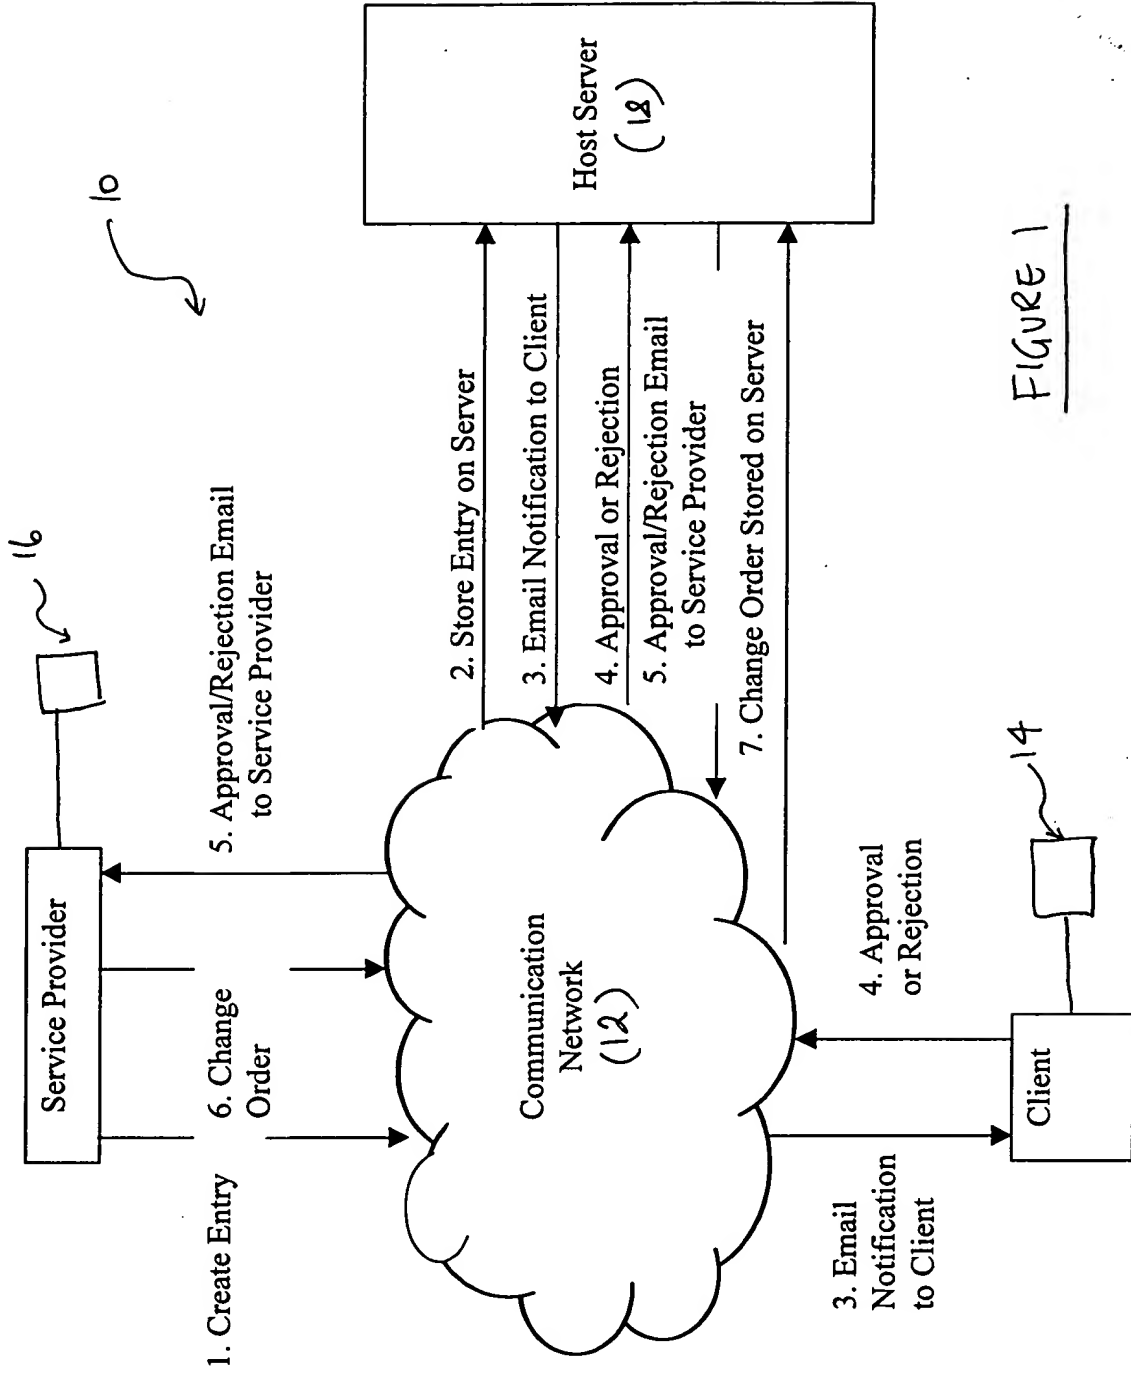 10
16
Service Provider
1. Create Entry
6. Change
Order
5. Approval/Rejection Email
to Service Provider
Communication
Network
(12)
2. Store Entry on Server
3. Email Notification to Client
4. Approval or Rejection
5. Approval/Rejection Email
to Service Provider
7. Change Order Stored on Server
Host Server
(18)
3. Email
Notification
to Client
4. Approval
or Rejection
Client
14
FIGURE 1